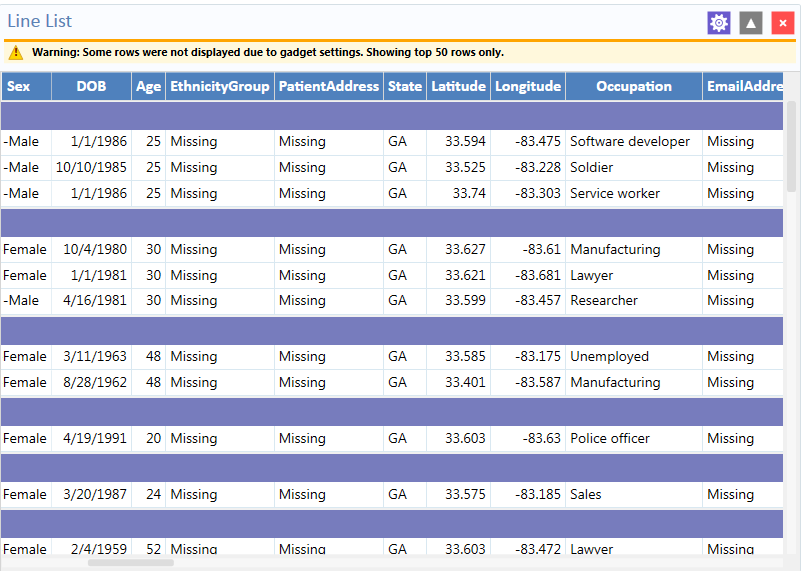 Line List
Warning: Some rows were not displayed due to gadget settings. Showing top 50 rows only.
Sex DOB Age EthnicityGroup PatientAddress State Latitude Longitude Occupation EmailAddre
-Male 1/1/1986 25 Missing Missing GA 33.594 -83.475 Software developer Missing
-Male 10/10/1985 25 Missing Missing GA 33.525 -83.228 Soldier Missing
-Male 1/1/1986 25 Missing Missing GA 33.74 -83.303 Service worker Missing
Female 10/4/1980 30 Missing Missing GA 33.627 -83.61 Manufacturing Missing
Female 1/1/1981 30 Missing Missing GA 33.621 -83.681 Lawyer Missing
-Male 4/16/1981 30 Missing Missing GA 33.599 -83.457 Researcher Missing
Female 3/11/1963 48 Missing Missing GA 33.585 -83.175 Unemployed Missing
Female 8/28/1962 48 Missing Missing GA 33.401 -83.587 Manufacturing Missing
Female 4/19/1991 20 Missing Missing GA 33.603 -83.63 Police officer Missing
Female 3/20/1987 24 Missing Missing GA 33.575 -83.185 Sales Missing
Female 2/4/1959 52 Missing Missing GA 33.603 -83.472 Lawyer Missing